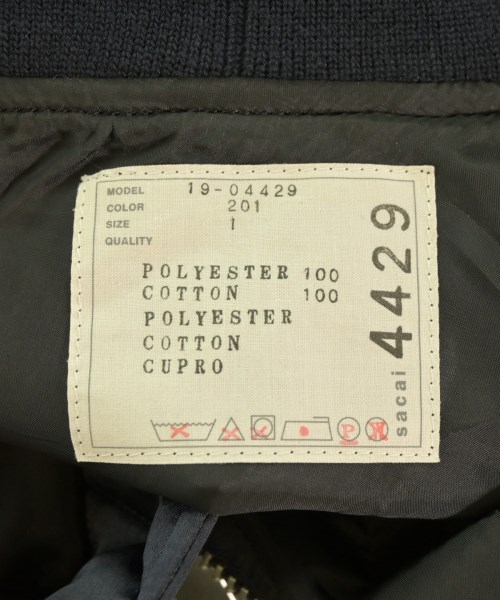 MODEL 19-04429
COLOR 201
SIZE 1
QUALITY
POLYESTER 100
COTTON 100
POLYESTER
COTTON
CUPRO
P W
sacai 4429